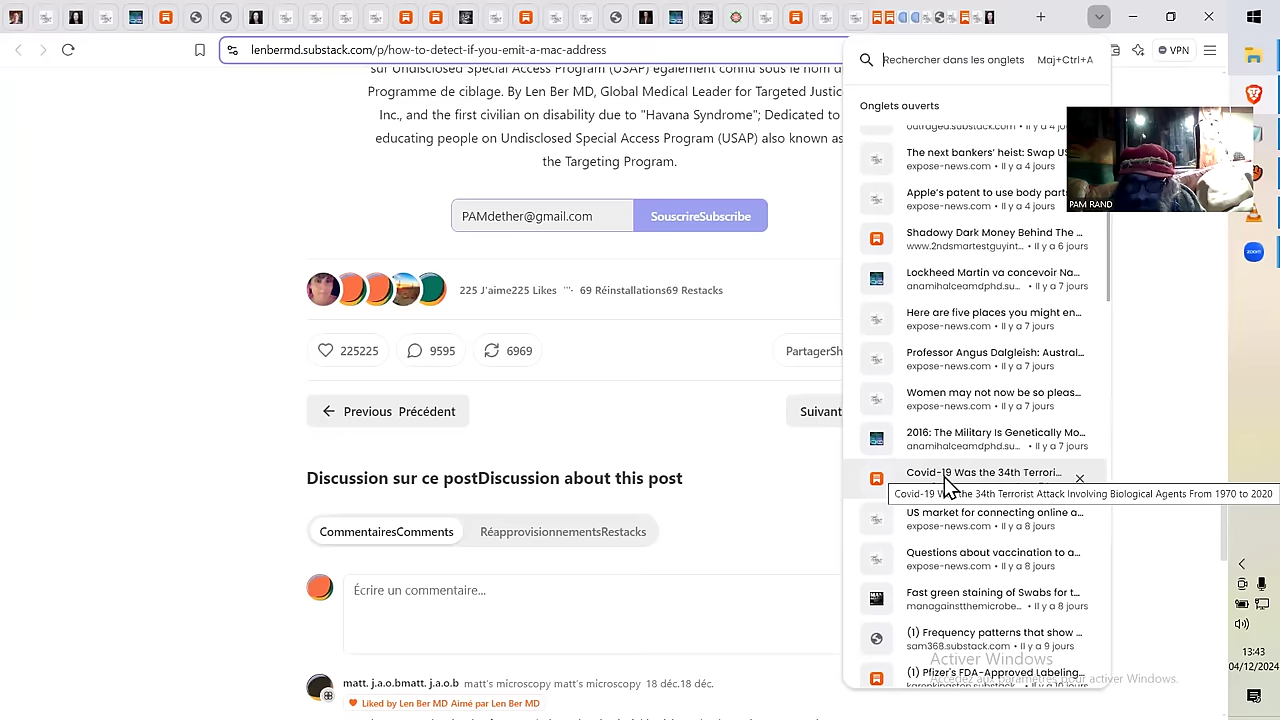 lenbermd.substack.com/p/how-to-detect-if-you-emit-a-mac-address
VPN
sur Undisclosed Special Access Program (USAP) également connu sous le nom d
Programme de ciblage. By Len Ber MD, Global Medical Leader for Targeted Justic
Inc., and the first civilian on disability due to "Havana Syndrome"; Dedicated to
educating people on Undisclosed Special Access Program (USAP) also known as
the Targeting Program.
PAMdether@gmail.com
SouscrireSubscribe
225 J'aime225 Likes
69 Réinstallations69 Restacks
225225
9595
6969
PartagerSh
Previous Précédent
Suivant
Discussion sur ce postDiscussion about this post
CommentairesComments
RéapprovisionnementsRestacks
Écrire un commentaire...
matt. j.a.o.bmatt. j.a.o.b matt's microscopy matt's microscopy 18 déc.18 déc.
Liked by Len Ber MD Aimé par Len Ber MD
Rechercher dans les onglets
Maj+Ctrl+A
Onglets ouverts
outraged.substack.com • Il y a 4 jo
The next bankers' heist: Swap US
expose-news.com • Il y a 4 jours
Apple's patent to use body parts
expose-news.com • Il y a 4 jours
Shadowy Dark Money Behind The ...
www.2ndsmartestguyint... • Il y a 6 jours
Lockheed Martin va concevoir Na...
anamihalceamdphd.su... • Il y a 7 jours
Here are five places you might en...
expose-news.com • Il y a 7 jours
Professor Angus Dalgleish: Austral...
expose-news.com • Il y a 7 jours
Women may not now be so pleas...
expose-news.com • Il y a 7 jours
2016: The Military Is Genetically Mo...
anamihalceamdphd.su... • Il y a 7 jours
Covid-19 Was the 34th Terrori...
Covid-19 W the 34th Terrorist Attack Involving Biological Agents From 1970 to 2020
US market for connecting online a...
expose-news.com • Il y a 8 jours
Questions about vaccination to a...
expose-news.com • Il y a 8 jours
Fast green staining of Swabs for t...
managainstthemicrobe... • Il y a 8 jours
(1) Frequency patterns that show ...
sam368.substack.com • Il y a 9 jours
(1) Pfizer's FDA-Approved Labeling...
PAM RAND
zoom
Activer Windows
Accédez aux paramètres pour activer Windows.
13:43
04/12/2024